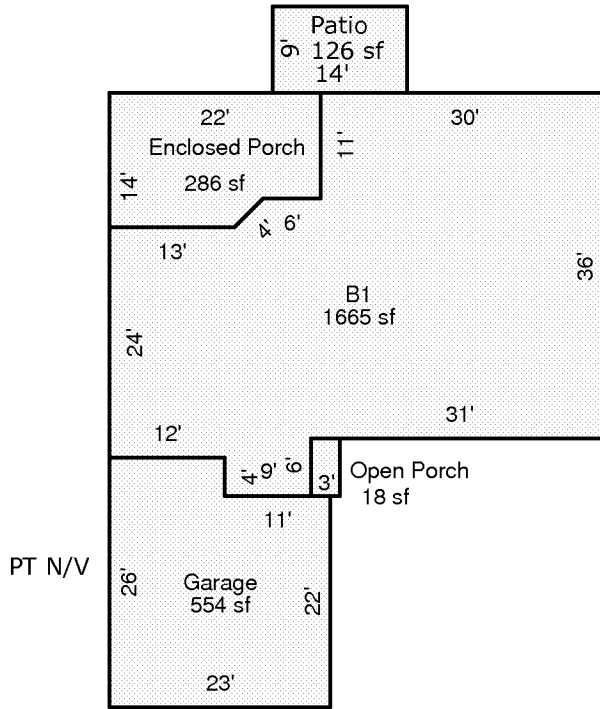 Patio
9'
126 sf
14'
22'
30'
Enclosed Porch
11'
14'
286 sf
4'
6'
13'
36'
B1
1665 sf
24'
31'
12'
4'
9'
6'
3'
Open Porch
18 sf
11'
PT N/V
26'
Garage
554 sf
22'
23'